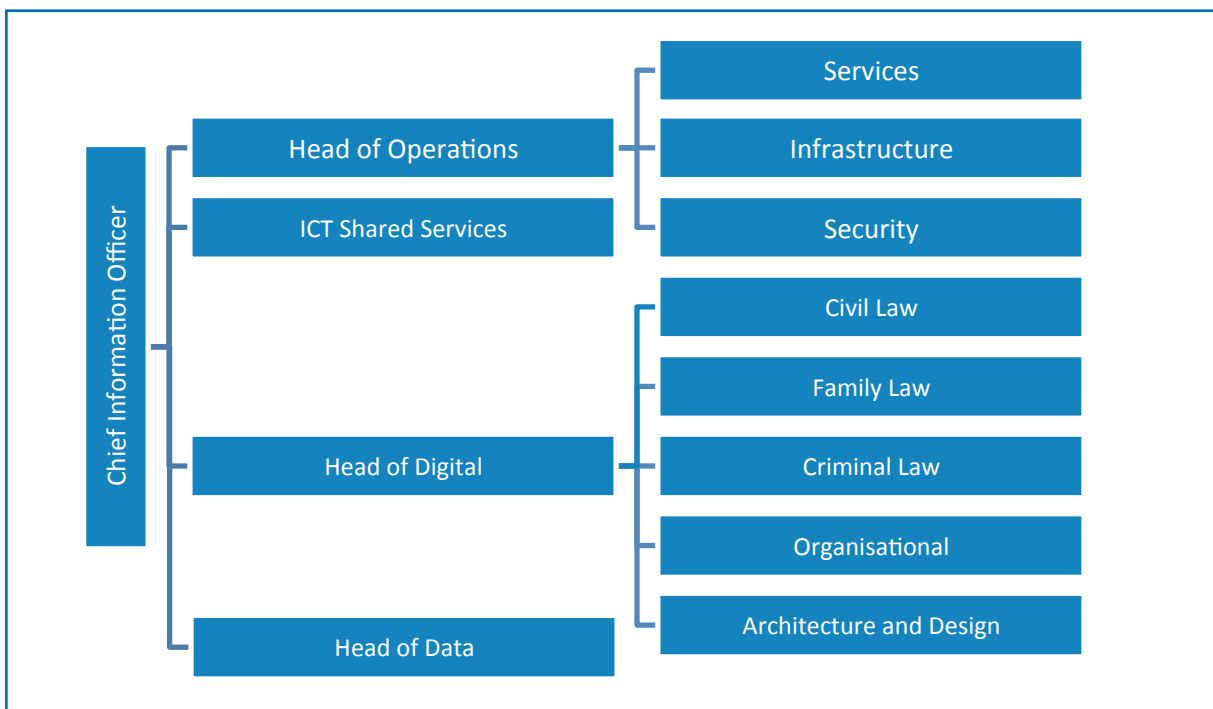 Chief Information Officer
Head of Operations
Services
Infrastructure
Security
ICT Shared Services
Head of Digital
Civil Law
Family Law
Criminal Law
Organisational
Architecture and Design
Head of Data